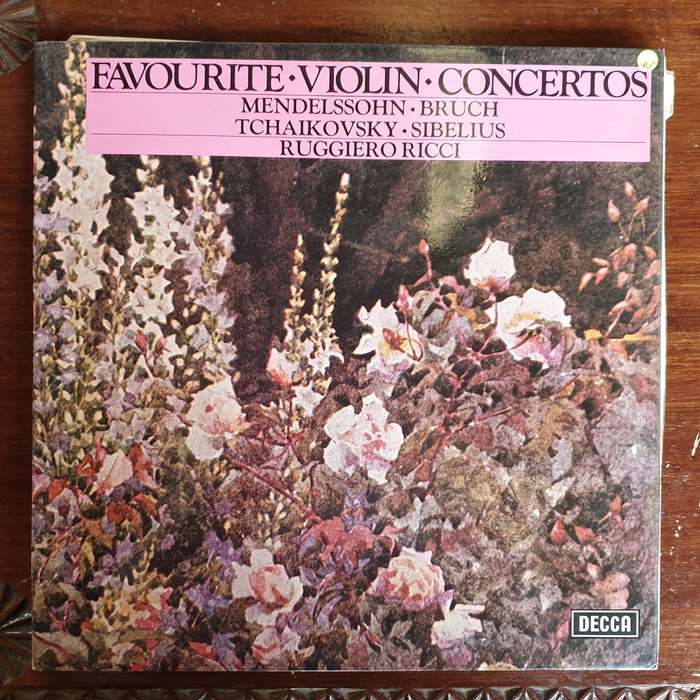 FAVOURITE·VIOLIN·CONCERTOS
MENDELSSOHN·BRUCH
TCHAIKOVSKY·SIBELIUS
RUGGIERO RICCI
DECCA